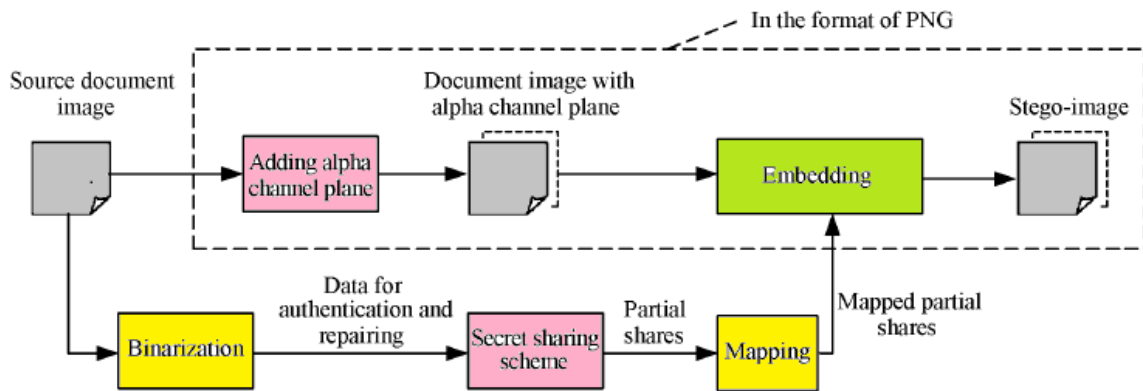 In the format of PNG
Source document
image
Document image with
alpha channel plane
Stego-image
Adding alpha
channel plane
Embedding
Data for
authentication and
repairing
Partial
shares
Mapped partial
shares
Binarization
Secret sharing
scheme
Mapping